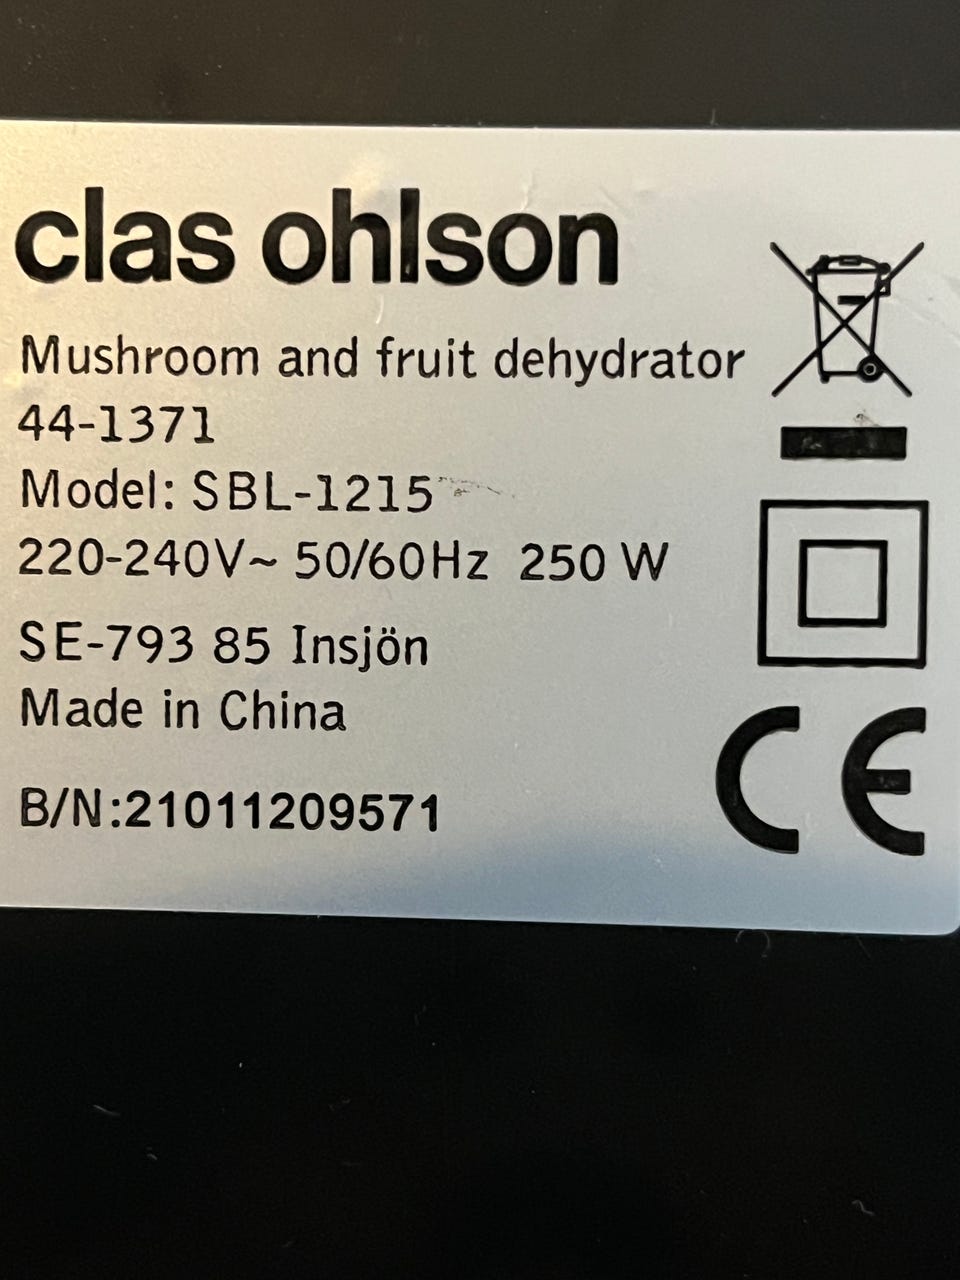 clas ohlson
Mushroom and fruit dehydrator
44-1371
Model: SBL-1215
220-240V~ 50/60Hz 250 W
SE-793 85 Insjön
Made in China
B/N:21011209571
CE